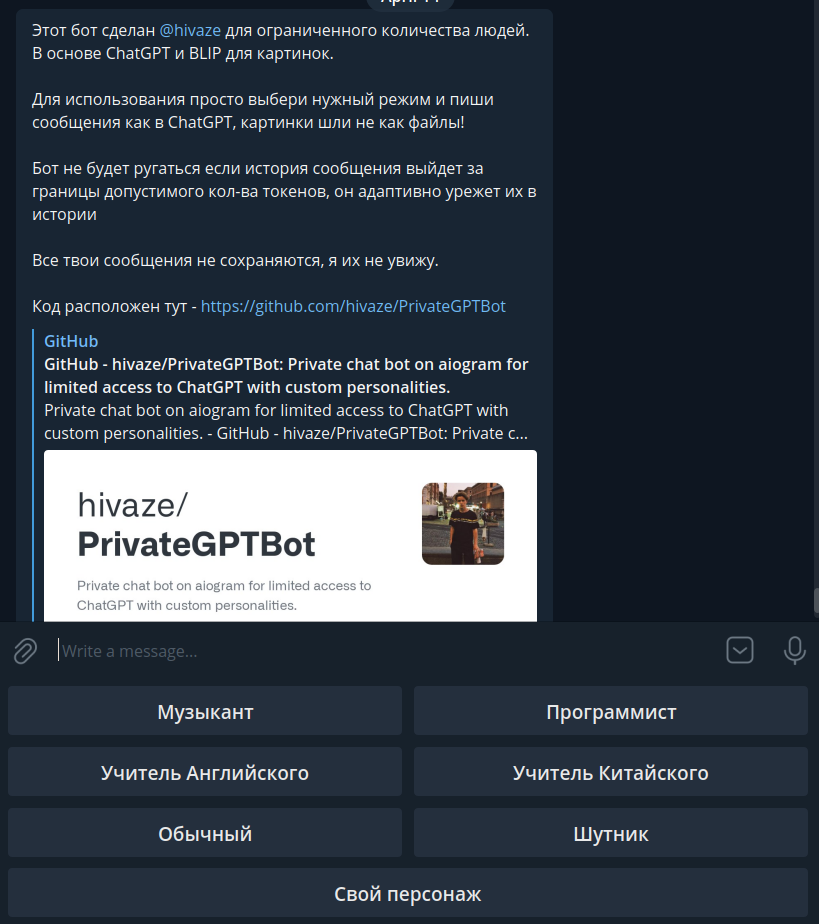 Этот бот сделан @hivaze для ограниченного количества людей.
В основе ChatGPT и BLIP для картинок.
Для использования просто выбери нужный режим и пиши
сообщения как в ChatGPT, картинки шли не как файлы!
Бот не будет ругаться если история сообщения выйдет за
границы допустимого кол-ва токенов, он адаптивно урежет их в
истории
Все твои сообщения не сохраняются, я их не увижу.
Код расположен тут - https://github.com/hivaze/PrivateGPTBot
GitHub
GitHub - hivaze/PrivateGPTBot: Private chat bot on aiogram for
limited access to ChatGPT with custom personalities.
Private chat bot on aiogram for limited access to ChatGPT with
custom personalities. - GitHub - hivaze/PrivateGPTBot: Private c...
hivaze/
PrivateGPTBot
Private chat bot on aiogram for limited access to
ChatGPT with custom personalities.
Write a message...
Музыкант
Программист
Учитель Английского
Учитель Китайского
Обычный
Шутник
Свой персонаж